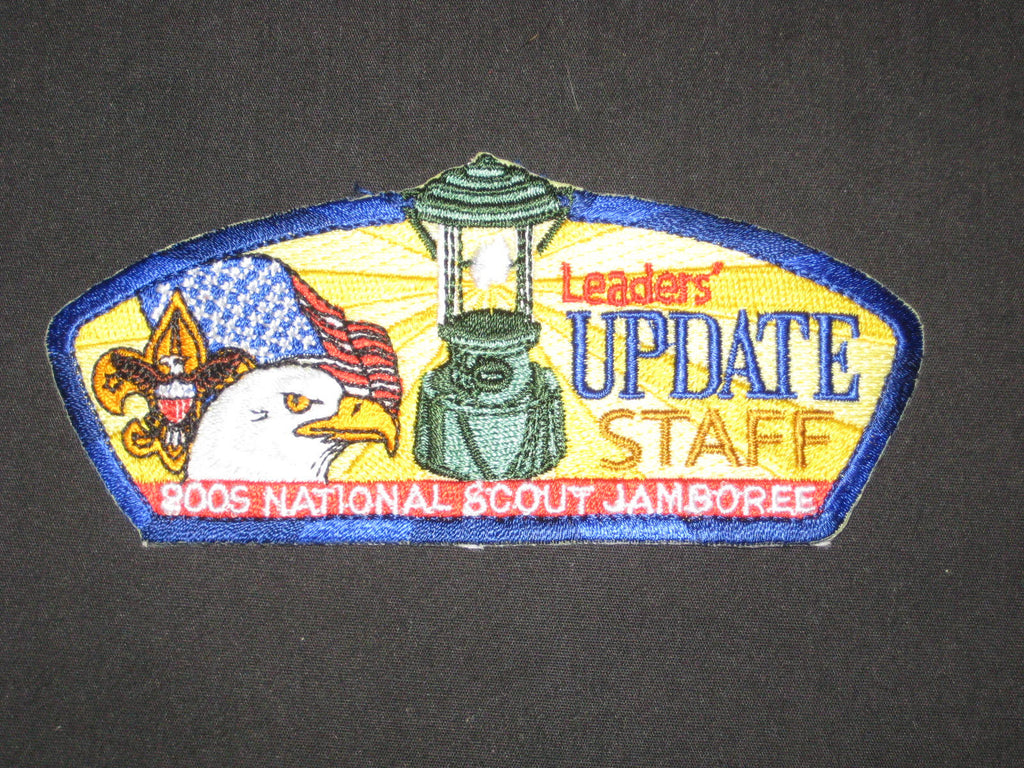 Leaders'
UPDATE
STAFF
2005 NATIONAL SCOUT JAMBOREE